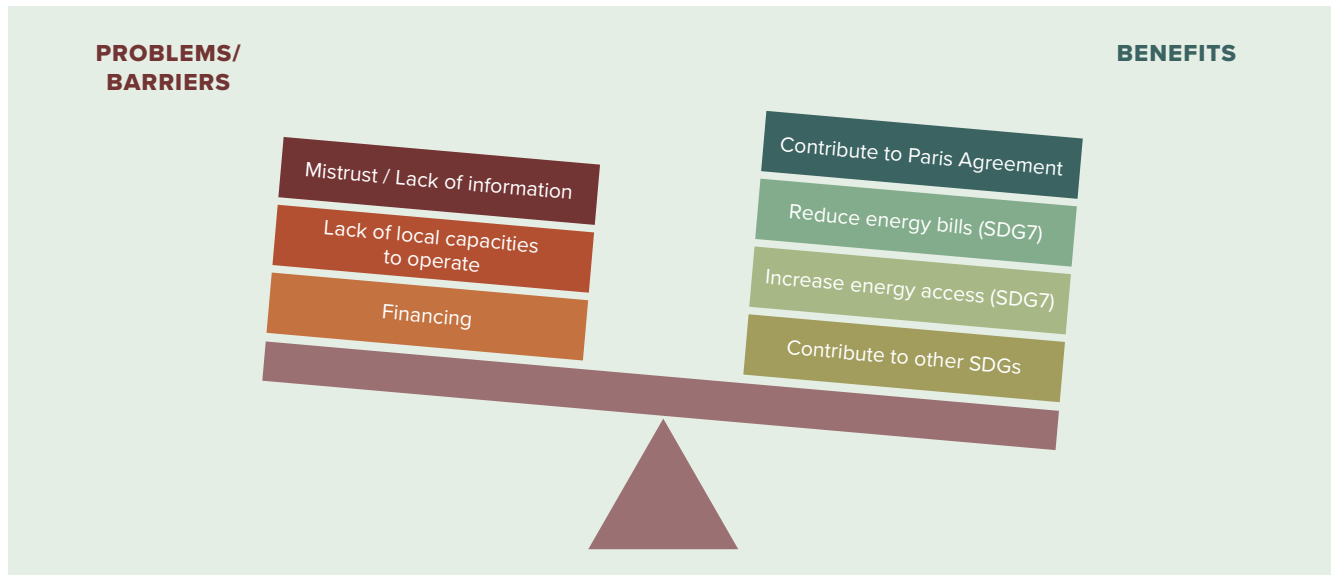 PROBLEMS/
BARRIERS
Mistrust / Lack of information
Lack of local capacities
to operate
Financing
BENEFITS
Contribute to Paris Agreement
Reduce energy bills (SDG7)
Increase energy access (SDG7)
Contribute to other SDGs